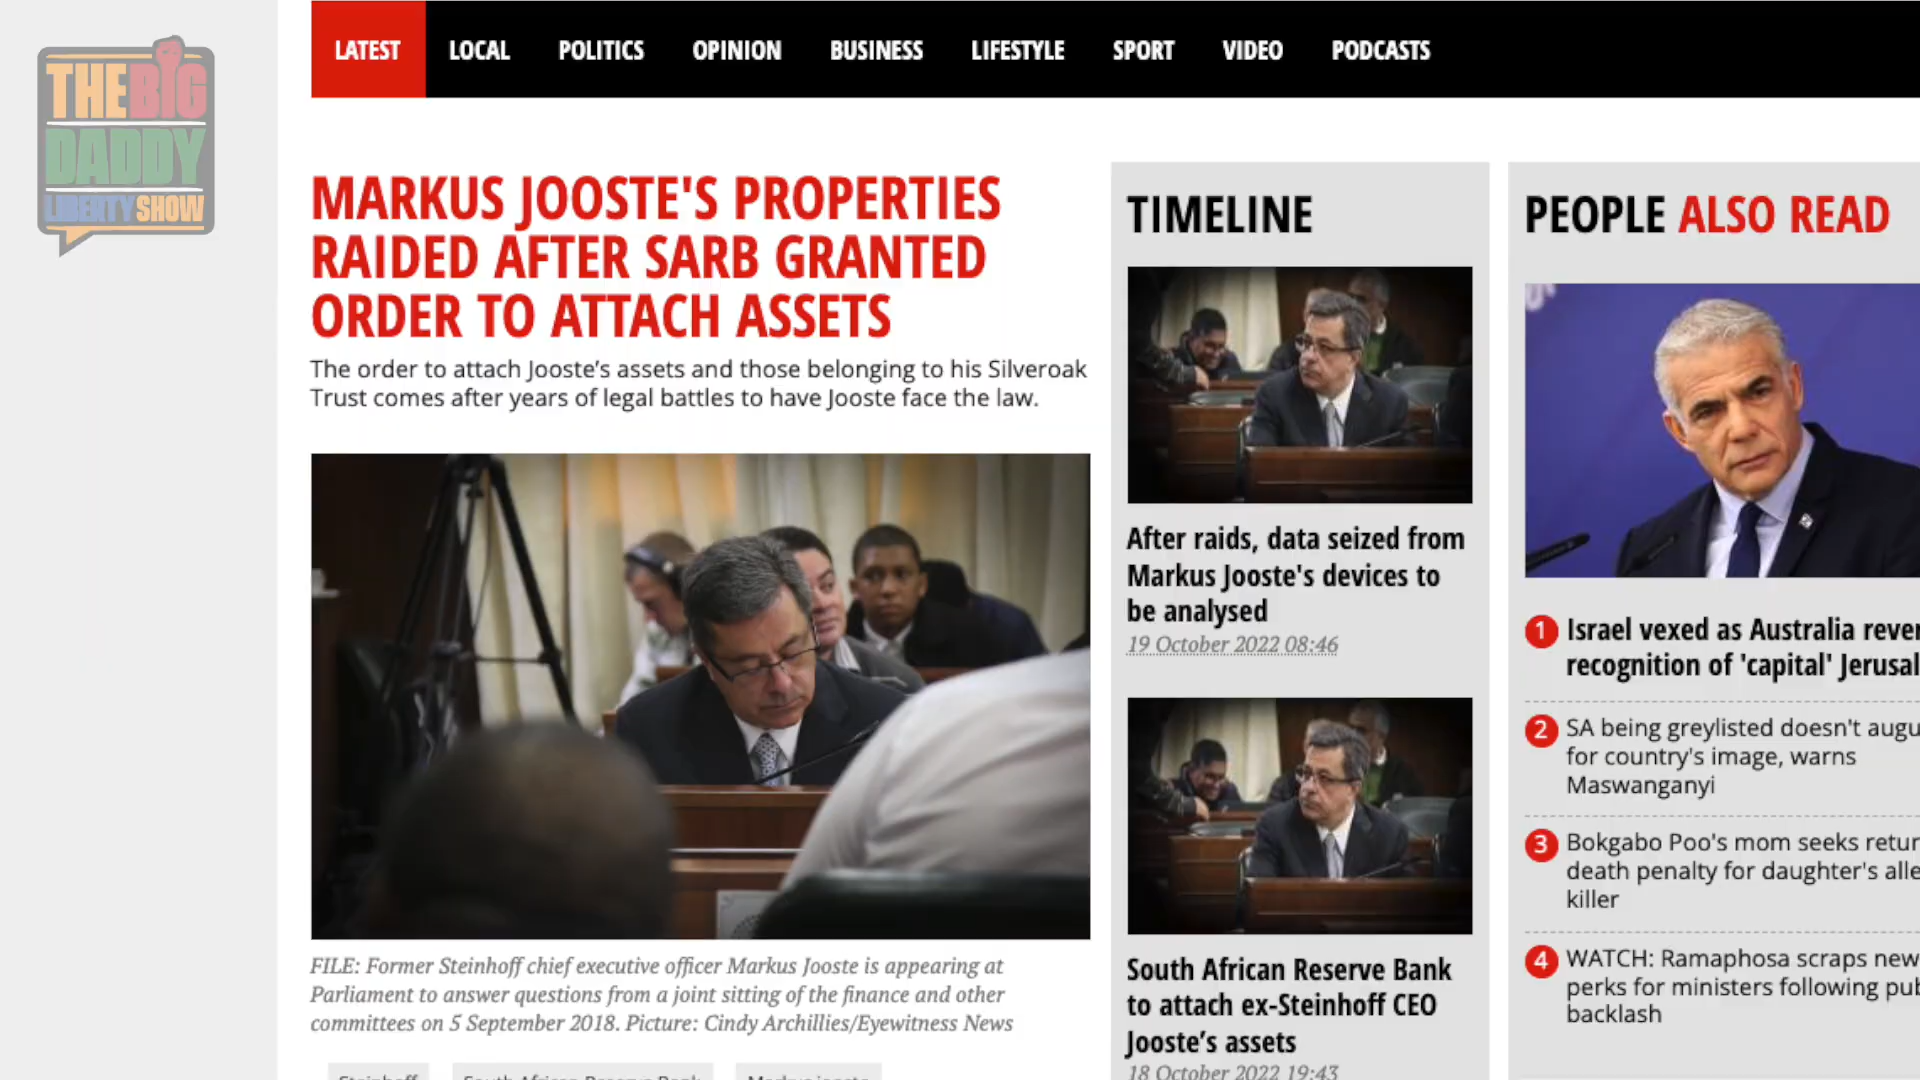 THE BIG
DADDY
LIBERTY SHOW
LATEST LOCAL POLITICS OPINION BUSINESS LIFESTYLE SPORT VIDEO PODCASTS
MARKUS JOOSTE'S PROPERTIES
RAIDED AFTER SARB GRANTED
ORDER TO ATTACH ASSETS
The order to attach Jooste’s assets and those belonging to his Silveroak
Trust comes after years of legal battles to have Jooste face the law.
FILE: Former Steinhoff chief executive officer Markus Jooste is appearing at
Parliament to answer questions from a joint sitting of the finance and other
committees on 5 September 2018. Picture: Cindy Archillies/Eyewitness News
Steinhoff South African Reserve Bank Markus jooste
TIMELINE
After raids, data seized from
Markus Jooste's devices to
be analysed
19 October 2022 08:46
South African Reserve Bank
to attach ex-Steinhoff CEO
Jooste’s assets
18 October 2022 19:43
PEOPLE ALSO READ
1 Israel vexed as Australia rever
recognition of 'capital' Jerusal
2 SA being greylisted doesn't augu
for country's image, warns
Maswanganyi
3 Bokgabo Poo's mom seeks retur
death penalty for daughter's alle
killer
4 WATCH: Ramaphosa scraps new
perks for ministers following pub
backlash